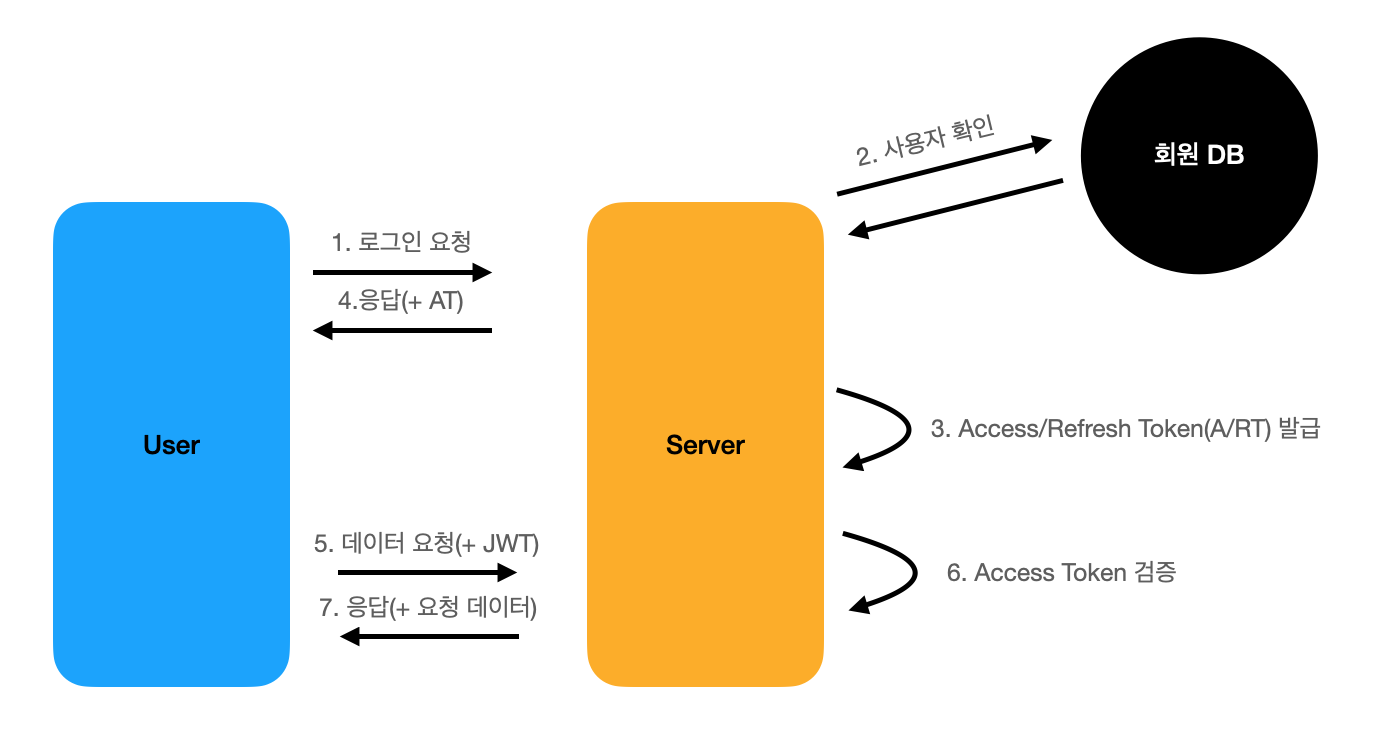 2. 사용자 확인
회원 DB
1. 로그인 요청
4.응답(+ AT)
User
Server
3. Access/Refresh Token(A/RT) 발급
5. 데이터 요청(+ JWT)
6. Access Token 검증
7. 응답(+ 요청 데이터)